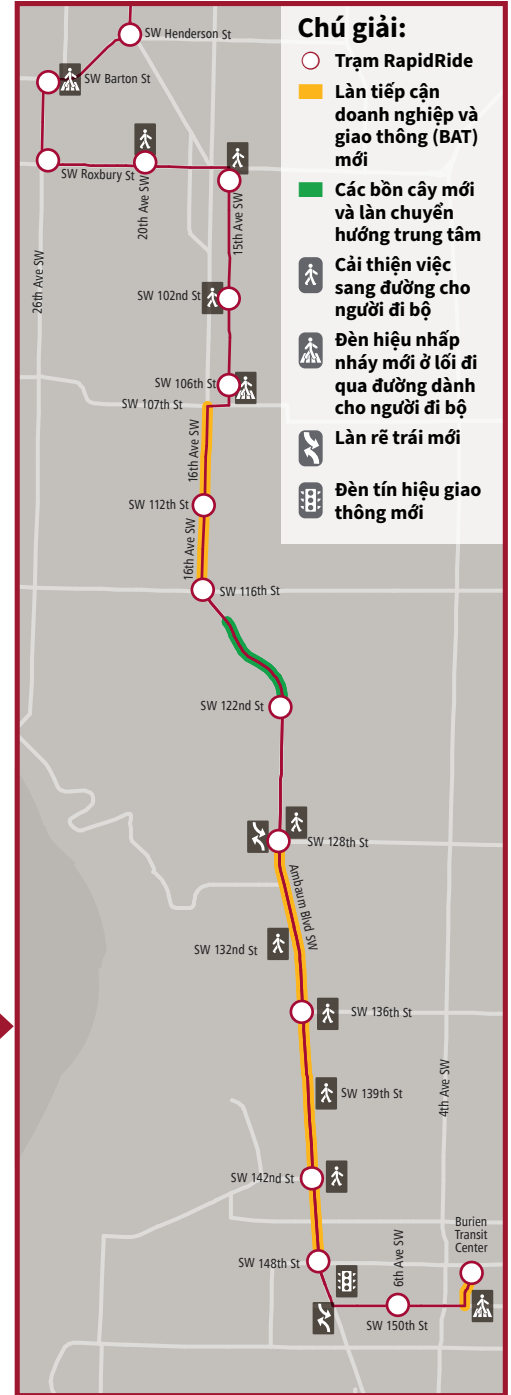 Chú giải:
Trạm RapidRide
Làn tiếp cận
doanh nghiệp và
giao thông (BAT)
mới
Các bồn cây mới
và làn chuyển
hướng trung tâm
Cải thiện việc
sang đường cho
người đi bộ
Đèn hiệu nhấp
nháy mới ở lối đi
qua đường dành
cho người đi bộ
Làn rẽ trái mới
Đèn tín hiệu giao
thông mới
SW Henderson St
SW Barton St
SW Roxbury St
20th Ave SW
15th Ave SW
26th Ave SW
SW 102nd St
SW 106th St
SW 107th St
16th Ave SW
SW 112th St
16th Ave SW
SW 116th St
SW 122nd St
SW 128th St
Ambaum Blvd SW
SW 132nd St
SW 136th St
SW 139th St
4th Ave SW
SW 142nd St
Burien
Transit
Center
SW 148th St
6th Ave SW
SW 150th St